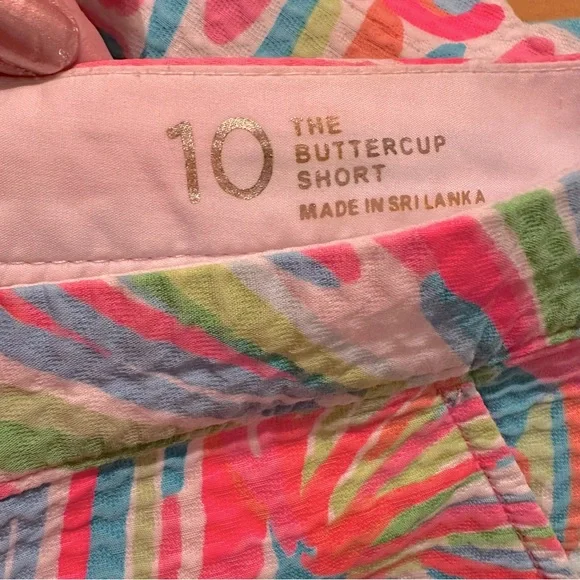 10
THE
BUTTERCUP
SHORT
MADE IN SRI LANKA